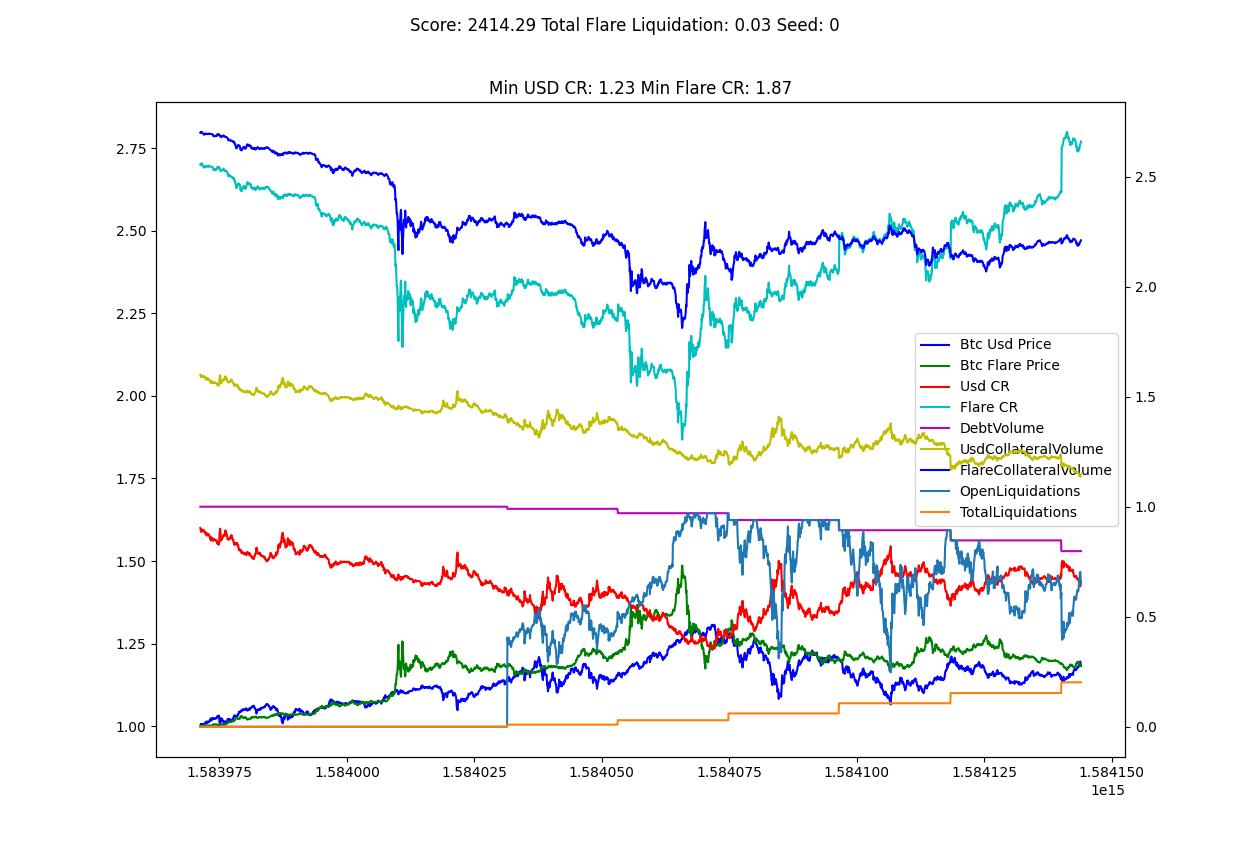 Score: 2414.29 Total Flare Liquidation: 0.03 Seed: 0
Min USD CR: 1.23 Min Flare CR: 1.87
2.75
2.50
2.25
2.00
1.75
1.50
1.25
1.00
2.5
2.0
1.5
1.0
0.5
0.0
Btc Usd Price
Btc Flare Price
Usd CR
Flare CR
DebtVolume
UsdCollateralVolume
FlareCollateralVolume
OpenLiquidations
TotalLiquidations
1.583975 1.584000 1.584025 1.584050 1.584075 1.584100 1.584125 1.584150
1e15